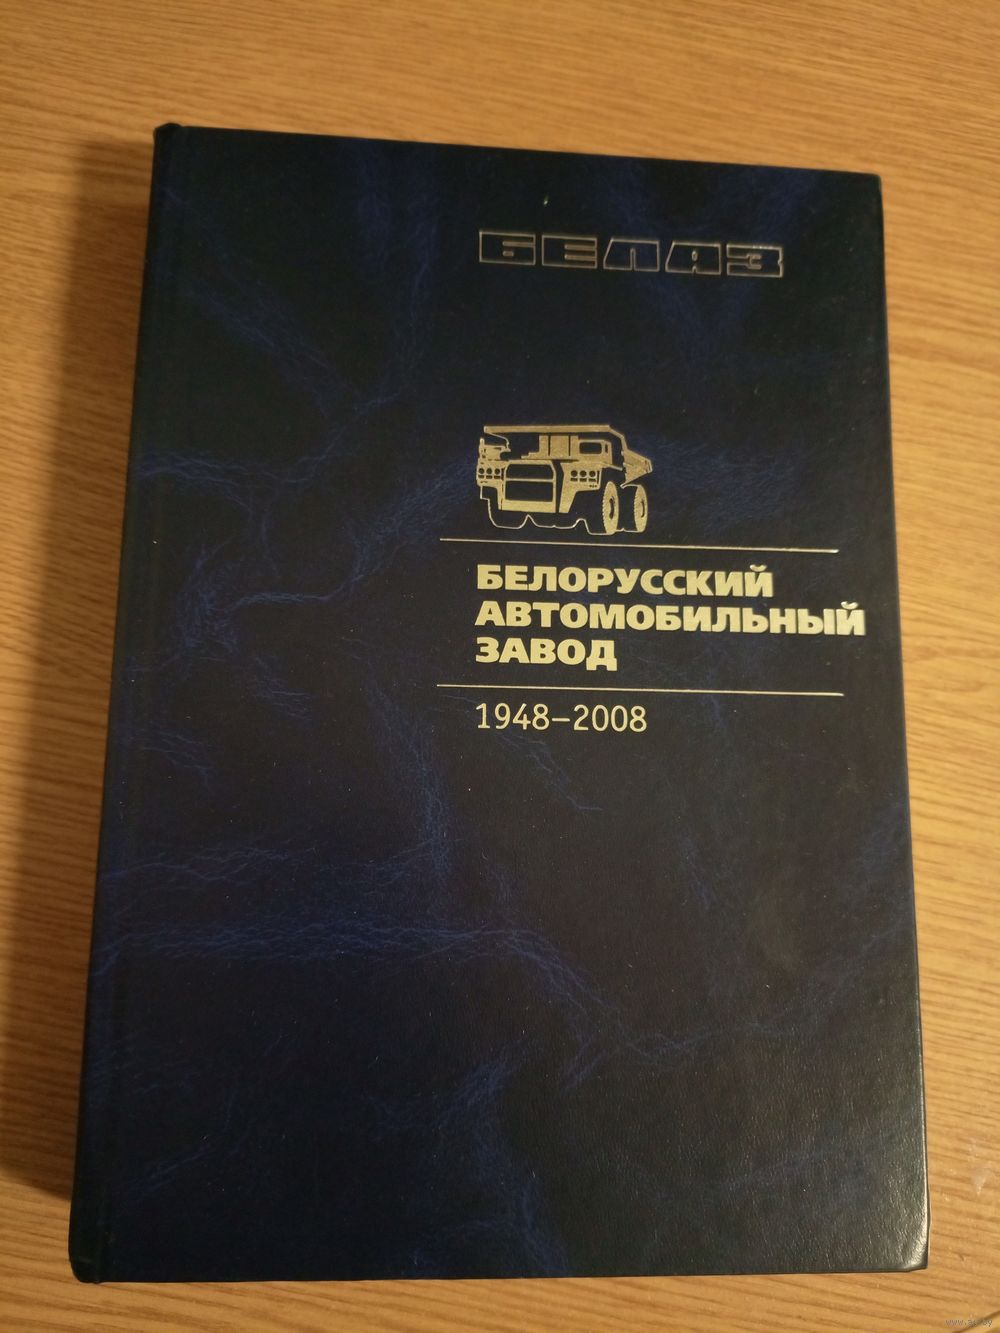 БЕЛАЗ
БЕЛОРУССКИЙ
АВТОМОБИЛЬНЫЙ
ЗАВОД
1948–2008